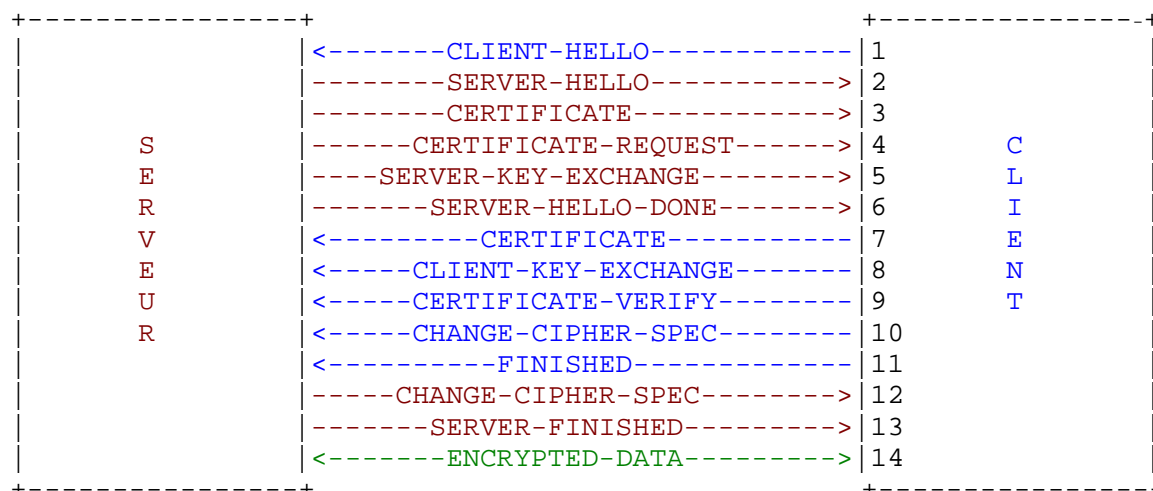 +-----------------+ +-----------------+
| |<-------CLIENT-HELLO------------|1 |
| |--------SERVER-HELLO----------->|2 |
| |--------CERTIFICATE------------>|3 |
| S |------CERTIFICATE-REQUEST------>|4 C |
| E |----SERVER-KEY-EXCHANGE-------->|5 L |
| R |-------SERVER-HELLO-DONE------->|6 I |
| V |<---------CERTIFICATE-----------|7 E |
| E |<-----CLIENT-KEY-EXCHANGE-------|8 N |
| U |<-----CERTIFICATE-VERIFY--------|9 T |
| R |<-----CHANGE-CIPHER-SPEC--------|10 |
| |<----------FINISHED-------------|11 |
| |-----CHANGE-CIPHER-SPEC-------->|12 |
| |-------SERVER-FINISHED--------->|13 |
| |<-------ENCRYPTED-DATA--------->|14 |
+-----------------+ +-----------------+